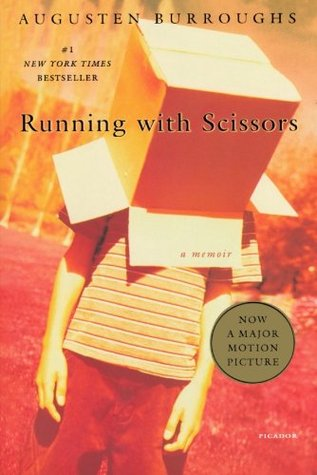 AUGUSTEN BURROUGHS
#1
NEW YORK TIMES
BESTSELLER
Running with Scissors
a memoir
NOW
A MAJOR
MOTION
PICTURE
PICADOR